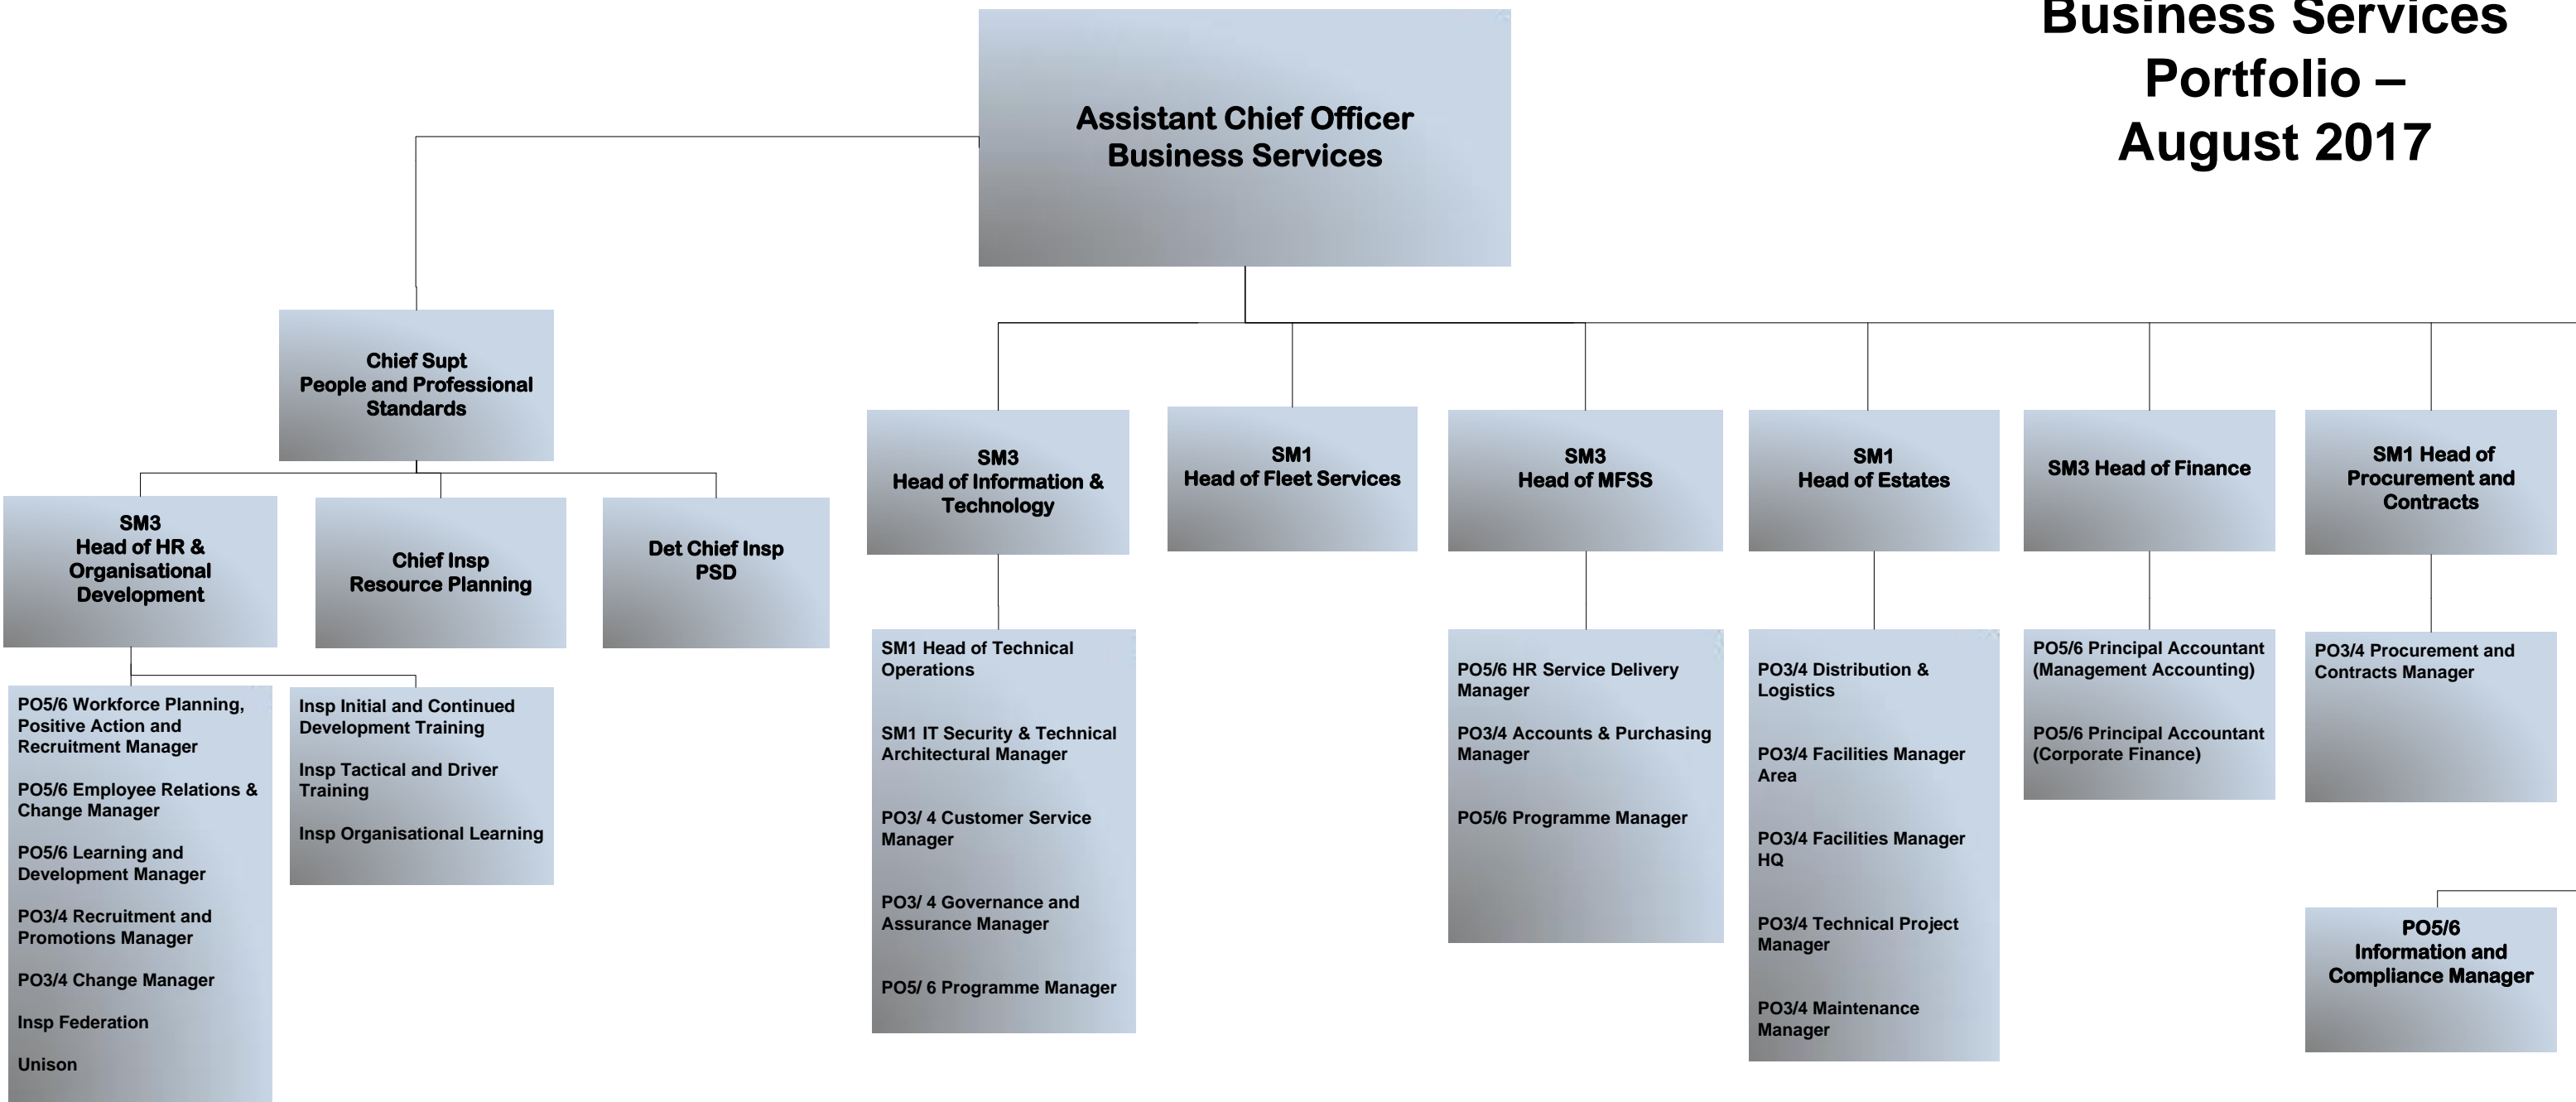 Business Services
Portfolio –
August 2017
Assistant Chief Officer
Business Services
Chief Supt
People and Professional
Standards
SM3
Head of HR &
Organisational
Development
Chief Insp
Resource Planning
Det Chief Insp
PSD
SM3
Head of Information &
Technology
SM1
Head of Fleet Services
SM3
Head of MFSS
SM1
Head of Estates
SM3 Head of Finance
SM1 Head of
Procurement and
Contracts
PO5/6 Workforce Planning,
Positive Action and
Recruitment Manager
PO5/6 Employee Relations &
Change Manager
PO5/6 Learning and
Development Manager
PO3/4 Recruitment and
Promotions Manager
PO3/4 Change Manager
Insp Federation
Unison
Insp Initial and Continued
Development Training
Insp Tactical and Driver
Training
Insp Organisational Learning
SM1 Head of Technical
Operations
SM1 IT Security & Technical
Architectural Manager
PO3/ 4 Customer Service
Manager
PO3/ 4 Governance and
Assurance Manager
PO5/ 6 Programme Manager
PO5/6 HR Service Delivery
Manager
PO3/4 Accounts & Purchasing
Manager
PO5/6 Programme Manager
PO3/4 Distribution &
Logistics
PO3/4 Facilities Manager
Area
PO3/4 Facilities Manager
HQ
PO3/4 Technical Project
Manager
PO3/4 Maintenance
Manager
PO5/6 Principal Accountant
(Management Accounting)
PO5/6 Principal Accountant
(Corporate Finance)
PO3/4 Procurement and
Contracts Manager
PO5/6
Information and
Compliance Manager